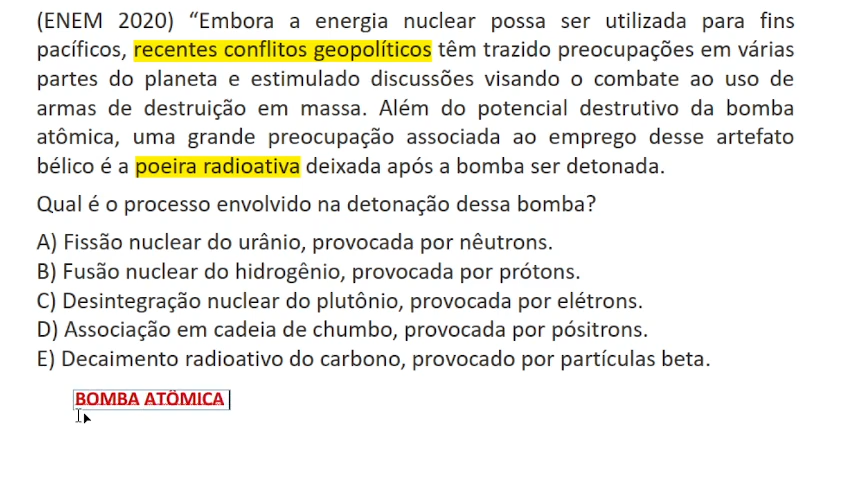 (ENEM 2020) “Embora a energia nuclear possa ser utilizada para fins
pacíficos, recentes conflitos geopolíticos têm trazido preocupações em várias
partes do planeta e estimulado discussões visando o combate ao uso de
armas de destruição em massa. Além do potencial destrutivo da bomba
atômica, uma grande preocupação associada ao emprego desse artefato
bélico é a poeira radioativa deixada após a bomba ser detonada.
Qual é o processo envolvido na detonação dessa bomba?
A) Fissão nuclear do urânio, provocada por nêutrons.
B) Fusão nuclear do hidrogênio, provocada por prótons.
C) Desintegração nuclear do plutônio, provocada por elétrons.
D) Associação em cadeia de chumbo, provocada por pósitrons.
E) Decaimento radioativo do carbono, provocado por partículas beta.
BOMBA ATÔMICA